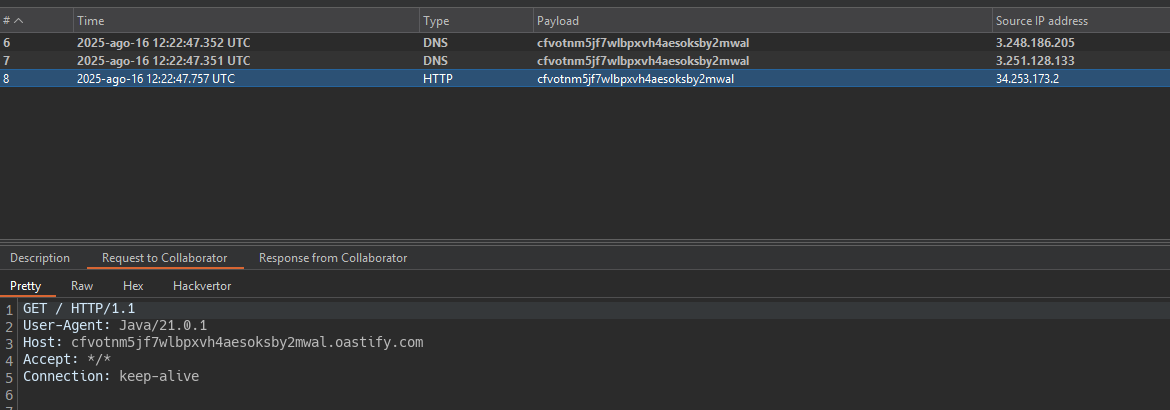 # Time Type Payload Source IP address
6 2025-ago-16 12:22:47.352 UTC DNS cfvotnm5jf7wlbpxvh4aesoksby2mwal 3.248.186.205
7 2025-ago-16 12:22:47.351 UTC DNS cfvotnm5jf7wlbpxvh4aesoksby2mwal 3.251.128.133
8 2025-ago-16 12:22:47.757 UTC HTTP cfvotnm5jf7wlbpxvh4aesoksby2mwal 34.253.173.2
Description Request to Collaborator Response from Collaborator
Pretty Raw Hex Hackvertor
1 GET / HTTP/1.1
2 User-Agent: Java/21.0.1
3 Host: cfvotnm5jf7wlbpxvh4aesoksby2mwal.oastify.com
4 Accept: */*
5 Connection: keep-alive
6